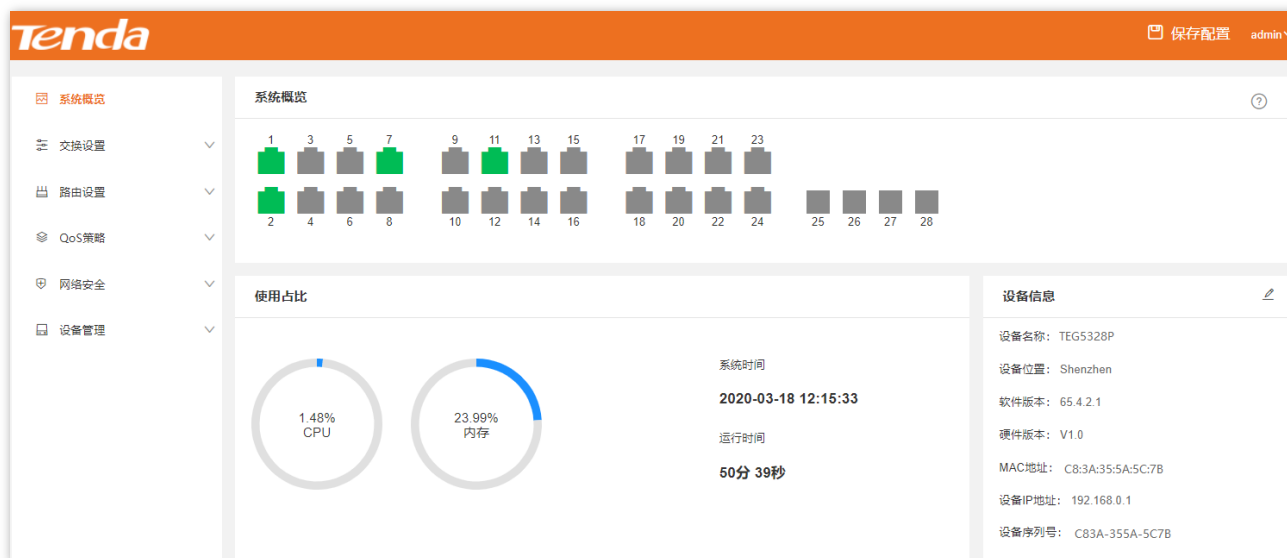 Tenda
保存配置 admin
系统概览
交换设置
路由设置
QoS策略
网络安全
设备管理
系统概览
1 3 5 7 9 11 13 15 17 19 21 23
2 4 6 8 10 12 14 16 18 20 22 24 25 26 27 28
使用占比
1.48%
CPU
23.99%
内存
系统时间
2020-03-18 12:15:33
运行时间
50分 39秒
设备信息
设备名称: TEG5328P
设备位置: Shenzhen
软件版本: 65.4.2.1
硬件版本: V1.0
MAC地址: C8:3A:35:5A:5C:7B
设备IP地址: 192.168.0.1
设备序列号: C83A-355A-5C7B